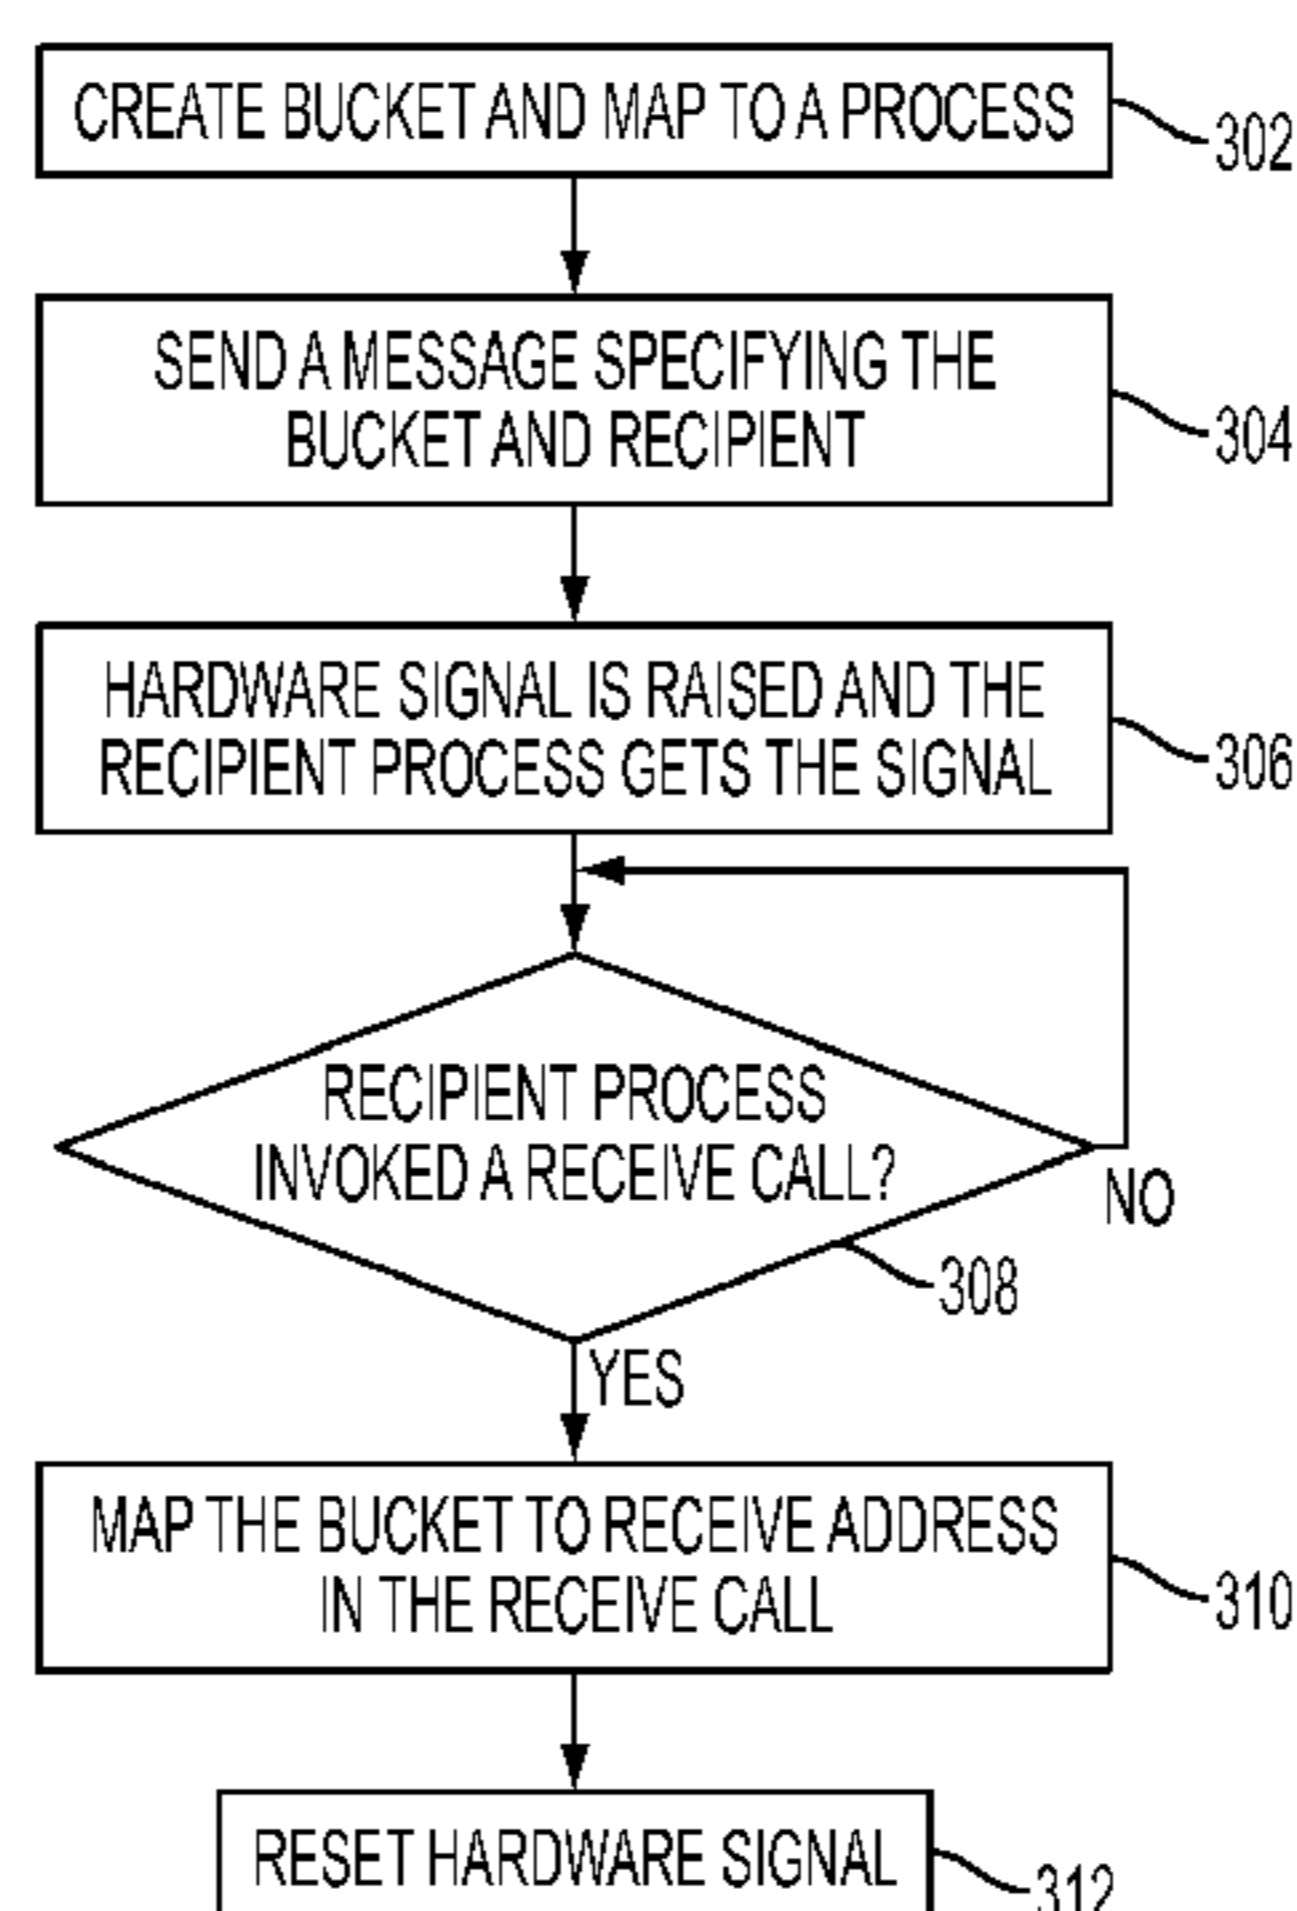 CREATE BUCKET AND MAP TO A PROCESS
302
SEND A MESSAGE SPECIFYING THE
BUCKET AND RECIPIENT
304
HARDWARE SIGNAL IS RAISED AND THE
RECIPIENT PROCESS GETS THE SIGNAL
306
RECIPIENT PROCESS
INVOKED A RECEIVE CALL?
NO
308
YES
MAP THE BUCKET TO RECEIVE ADDRESS
IN THE RECEIVE CALL
310
RESET HARDWARE SIGNAL
312